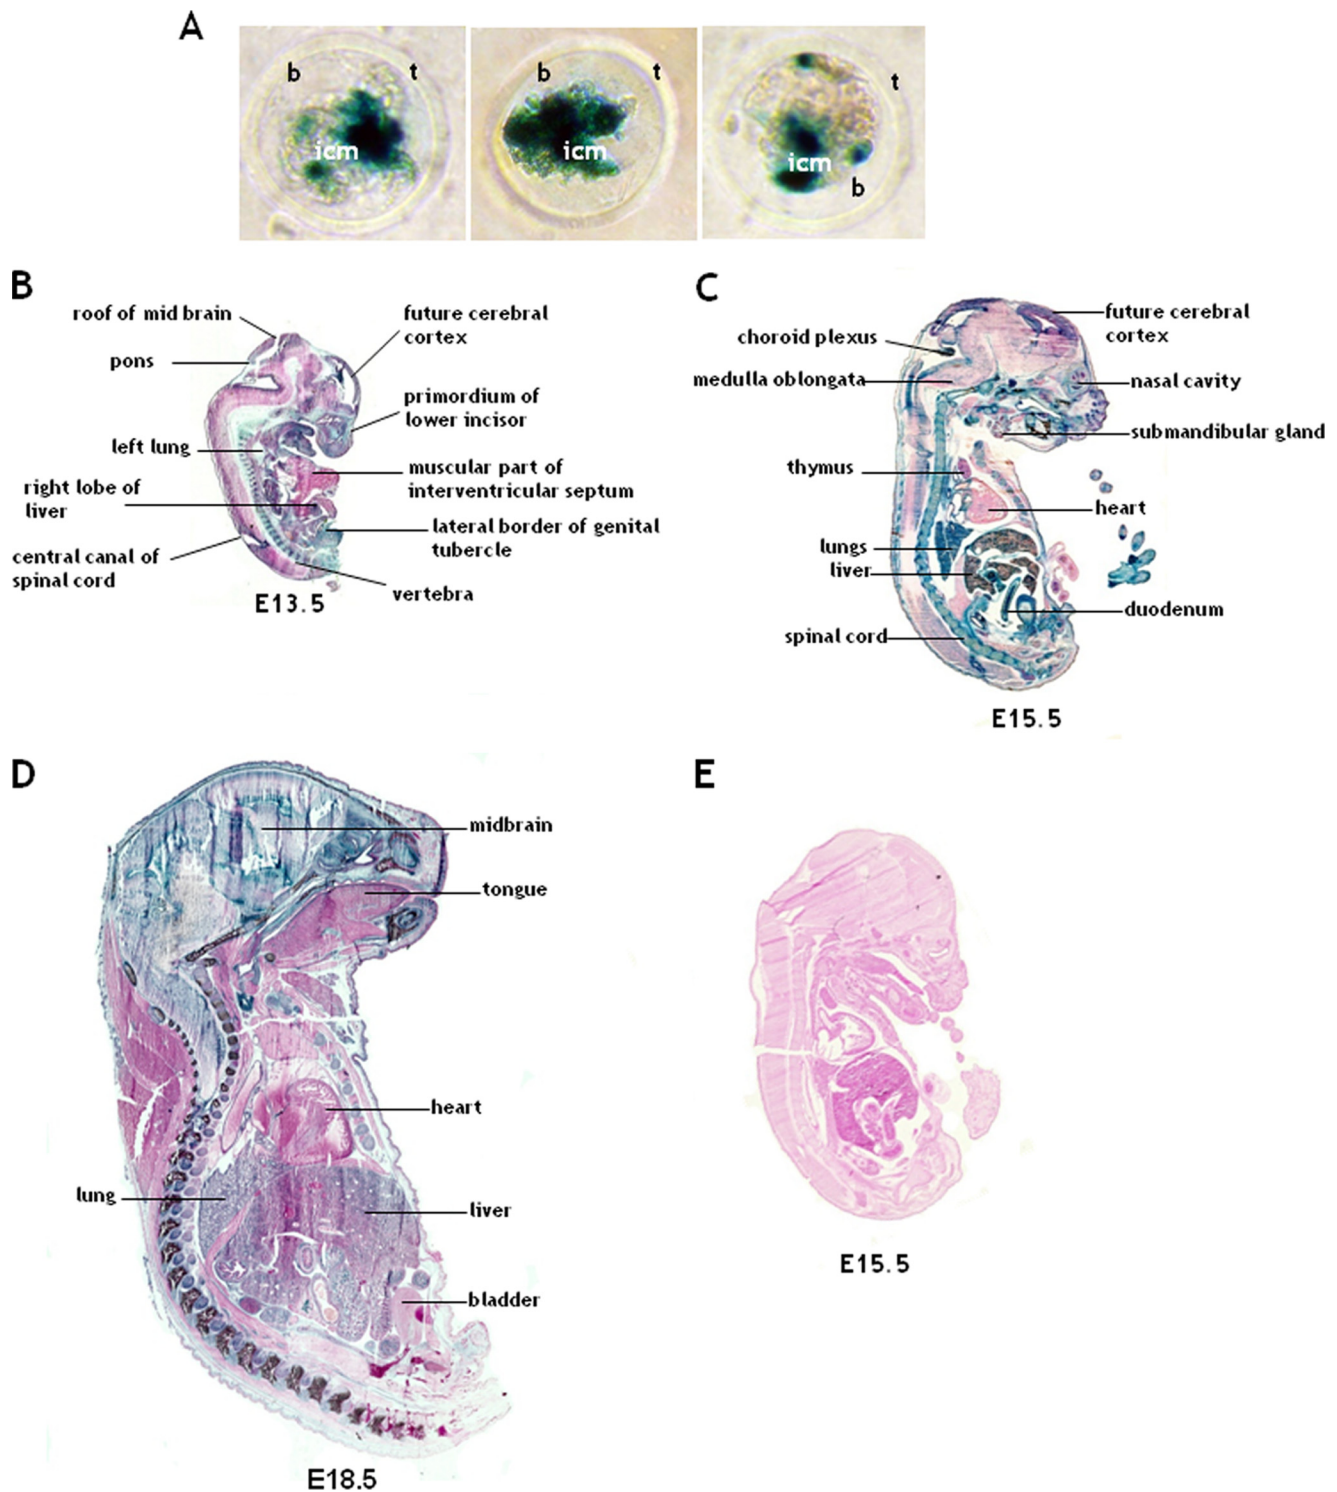 A
b
t
icm
b
t
icm
t
icm
b
B
roof of mid brain
pons
left lung
right lobe of
liver
central canal of
spinal cord
future cerebral
cortex
primordium of
lower incisor
muscular part of
interventricular septum
lateral border of genital
tubercle
vertebra
E13.5
C
choroid plexus
medulla oblongata
thymus
lungs
liver
spinal cord
future cerebral
cortex
nasal cavity
submandibular gland
heart
duodenum
E15.5
D
midbrain
tongue
heart
lung
liver
bladder
E18.5
E
E15.5